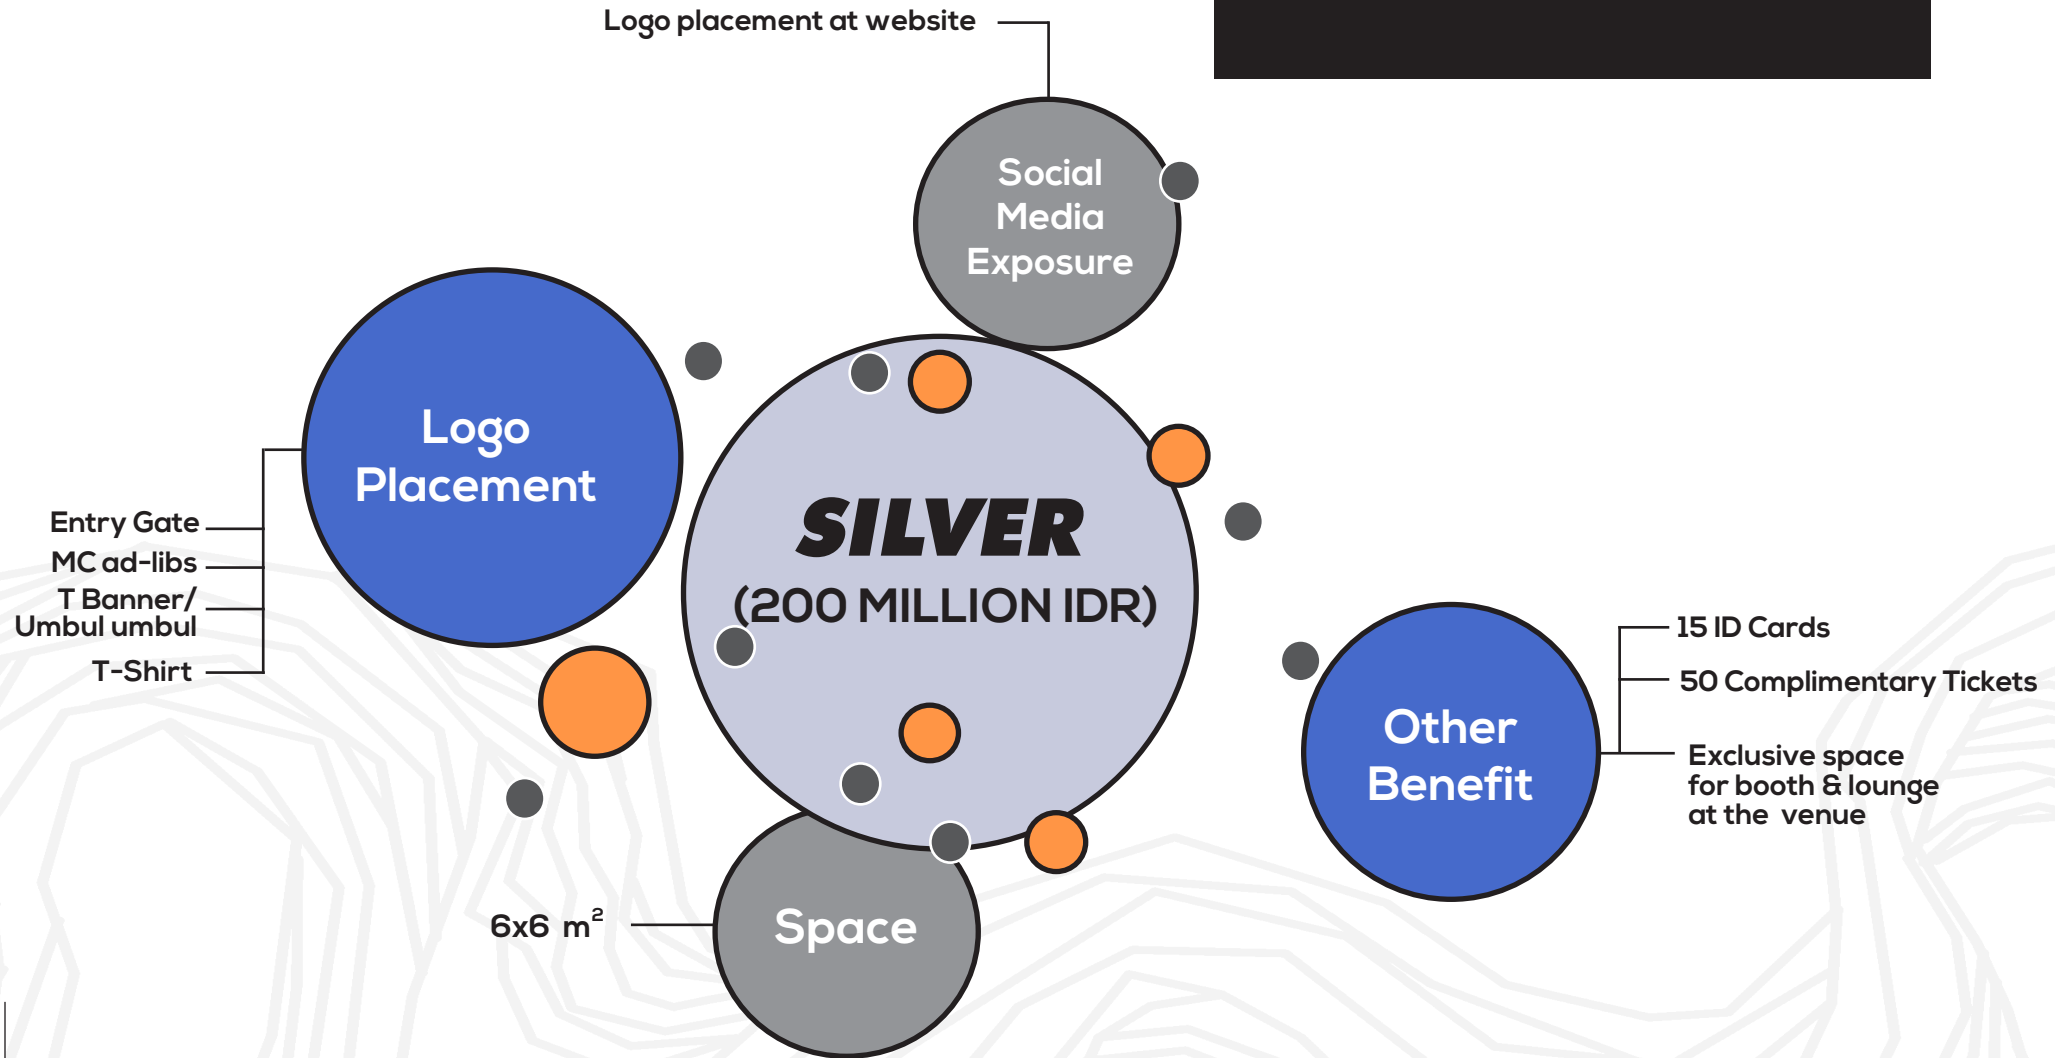 Logo placement at website
Social
Media
Exposure
Logo
Placement
Entry Gate
MC ad-libs
T Banner/
Umbul umbul
T-Shirt
SILVER
(200 MILLION IDR)
Other
Benefit
15 ID Cards
50 Complimentary Tickets
Exclusive space
for booth & lounge
at the venue
Space
6x6 m²